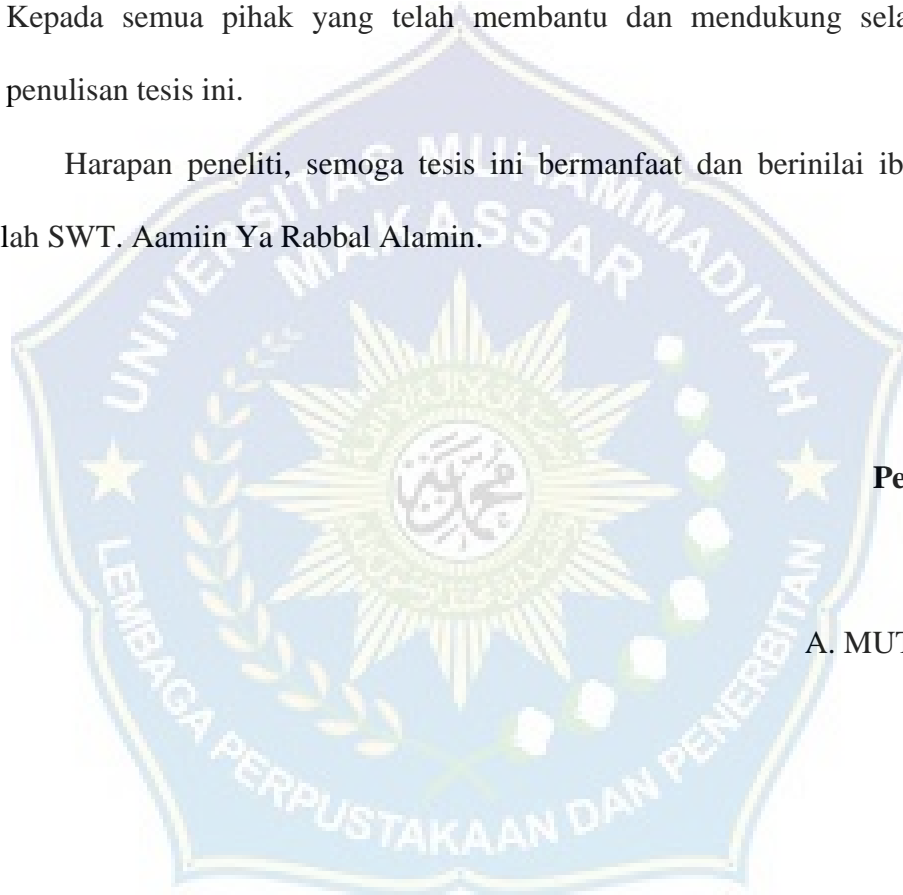 Kepada semua pihak yang telah membantu dan mendukung sela
penulisan tesis ini.
Harapan peneliti, semoga tesis ini bermanfaat dan berinilai ib
lah SWT. Aamiin Ya Rabbal Alamin.
UNIVERSITAS MUHAMMADIYAH
MAKASSAR
Pe
A. MUT
LEMBAGA PERPUSTAKAAN DAN PENERBITAN